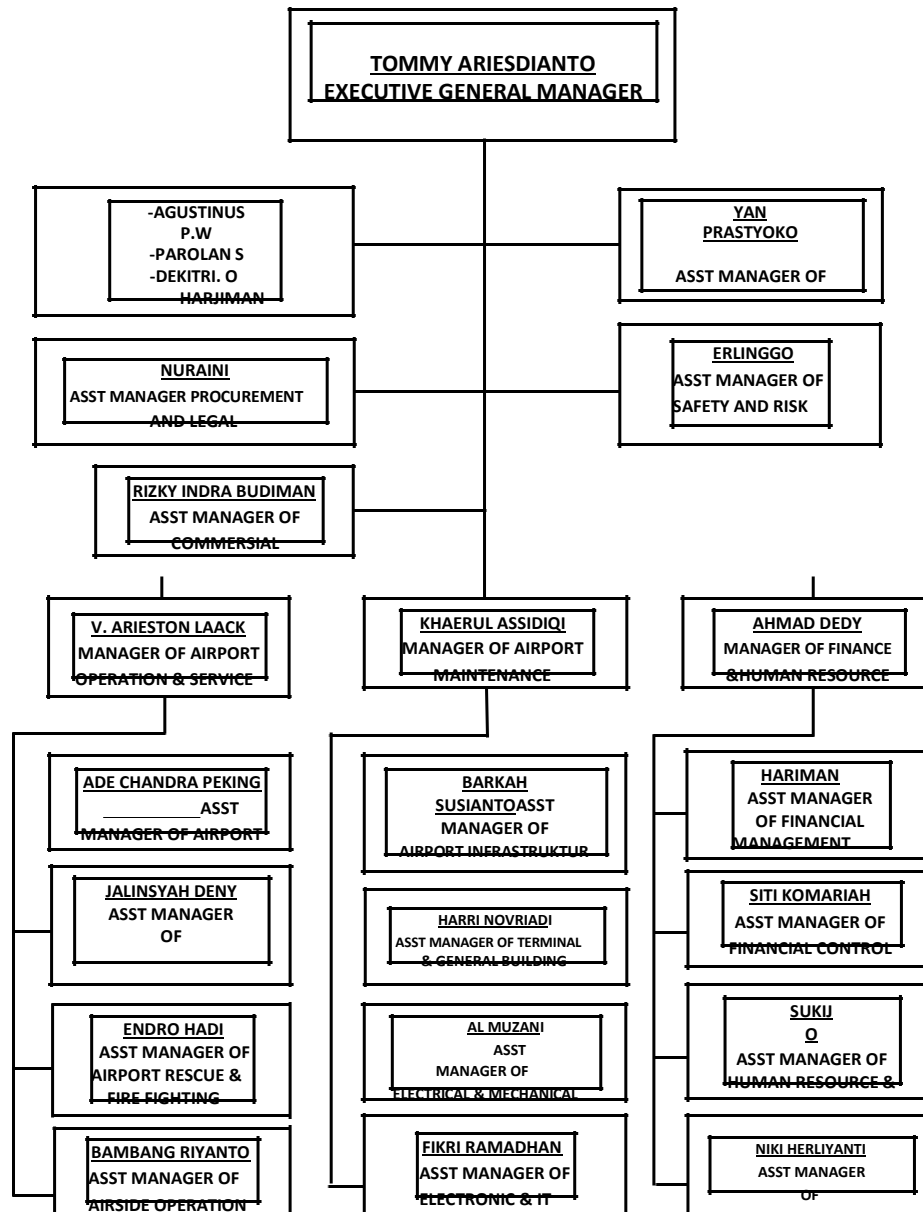 TOMMY ARIESDIANTO
EXECUTIVE GENERAL MANAGER
-AGUSTINUS
P.W
-PAROLAN S
-DEKITRI. O
HARJIMAN
YAN
PRASTYOKO
ASST MANAGER OF
NURAINI
ASST MANAGER PROCUREMENT
AND LEGAL
ERLINGGO
ASST MANAGER OF
SAFETY AND RISK
RIZKY INDRA BUDIMAN
ASST MANAGER OF
COMMERSIAL
V. ARIESTON LAACK
MANAGER OF AIRPORT
OPERATION & SERVICE
KHAERUL ASSIDIQI
MANAGER OF AIRPORT
MAINTENANCE
AHMAD DEDY
MANAGER OF FINANCE
&HUMAN RESOURCE
ADE CHANDRA PEKING
ASST
MANAGER OF AIRPORT
JALINSYAH DENY
ASST MANAGER
OF
ENDRO HADI
ASST MANAGER OF
AIRPORT RESCUE &
FIRE FIGHTING
BAMBANG RIYANTO
ASST MANAGER OF
AIRSIDE OPERATION
BARKAH
SUSIANTOASST
MANAGER OF
AIRPORT INFRASTRUKTUR
HARRI NOVRIADI
ASST MANAGER OF TERMINAL
& GENERAL BUILDING
AL MUZANI
ASST
MANAGER OF
ELECTRICAL & MECHANICAL
FIKRI RAMADHAN
ASST MANAGER OF
ELECTRONIC & IT
HARIMAN
ASST MANAGER
OF FINANCIAL
MANAGEMENT
SITI KOMARIAH
ASST MANAGER OF
FINANCIAL CONTROL
SUKIJ
O
ASST MANAGER OF
HUMAN RESOURCE &
NIKI HERLIYANTI
ASST MANAGER
OF